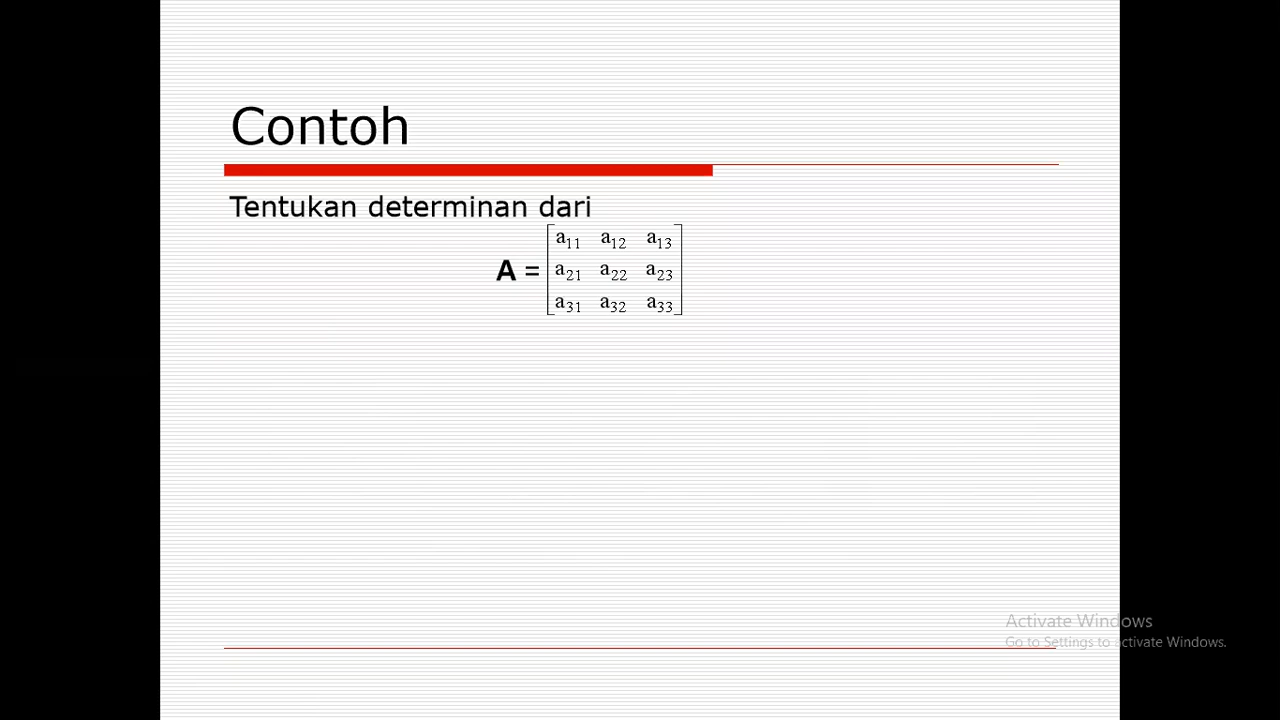 Contoh
Tentukan determinan dari
A = [a₁₁ a₁₂ a₁₃
a₂₁ a₂₂ a₂₃
a₃₁ a₃₂ a₃₃]
Activate Windows
Go to Settings to activate Windows.